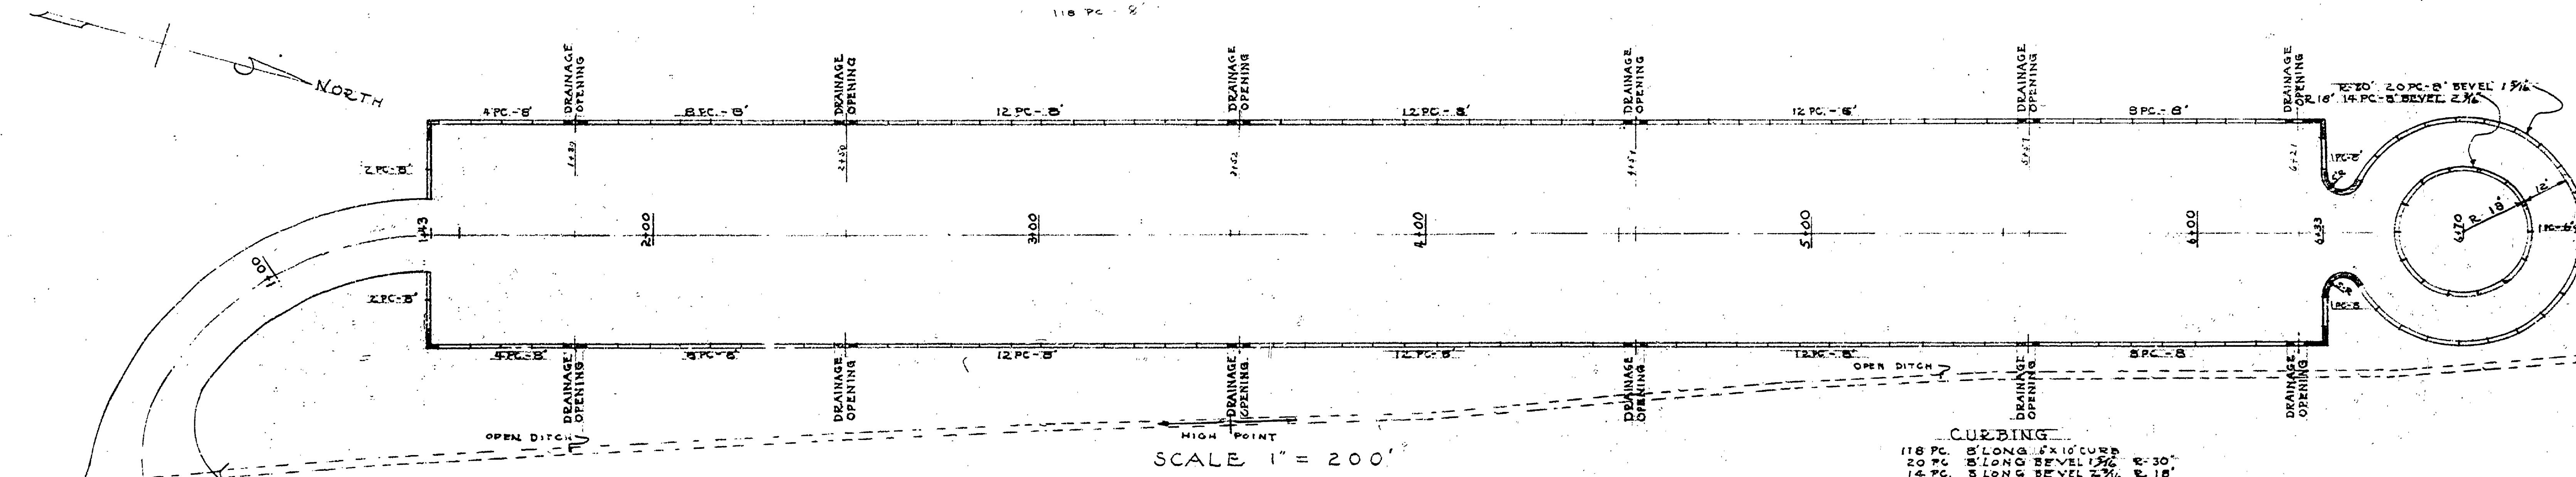 118 PC - 8'
NORTH
4 PC-8'
DRAINAGE
OPENING
8 PC.-8'
DRAINAGE
OPENING
12 PC-8'
DRAINAGE
OPENING
12 PC.-8'
DRAINAGE
OPENING
12 PC.-8'
DRAINAGE
OPENING
8 PC-8'
DRAINAGE
OPENING
20 PC-8' BEVEL 1 5/16
R 18' 14 PC-8' BEVEL 2 3/16
2 PC-8'
2+50
6+21
1 PC-8'
12'
R-18'
1+43
2+00
3+00
4+00
5+00
6+00
6+33
6+70
1+00
2 PC-8'
1 PC-8
4 PC-8'
DRAINAGE
OPENING
8 PC-8'
DRAINAGE
OPENING
12 PC-8'
DRAINAGE
OPENING
12 PC-8'
DRAINAGE
OPENING
12 PC-8'
DRAINAGE
OPENING
8 PC-8
DRAINAGE
OPENING
OPEN DITCH
OPEN DITCH
HIGH POINT
SCALE 1" = 200'
CURBING
118 PC. 8' LONG 6"x10" CURB
20 PC 8' LONG BEVEL 1 5/16 R-30'
14 PC. 8' LONG BEVEL 2 3/16 R 18'